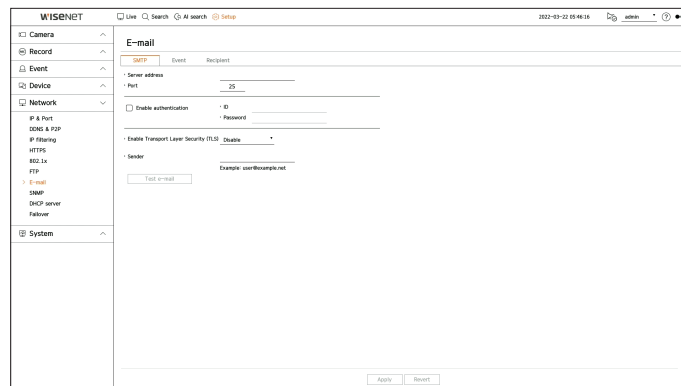 WISENET
Live Search AI search Setup
2022-03-22 05:46:16 admin ?
Camera
Record
Event
Device
Network
IP & Port
DDNS & P2P
IP filtering
HTTPS
802.1x
FTP
> E-mail
SNMP
DHCP server
Failover
System
E-mail
SMTP Event Recipient
Server address
Port 25
Enable authentication
ID
Password
Enable Transport Layer Security (TLS) Disable
Sender
Example: user@example.net
Test e-mail
Apply Revert